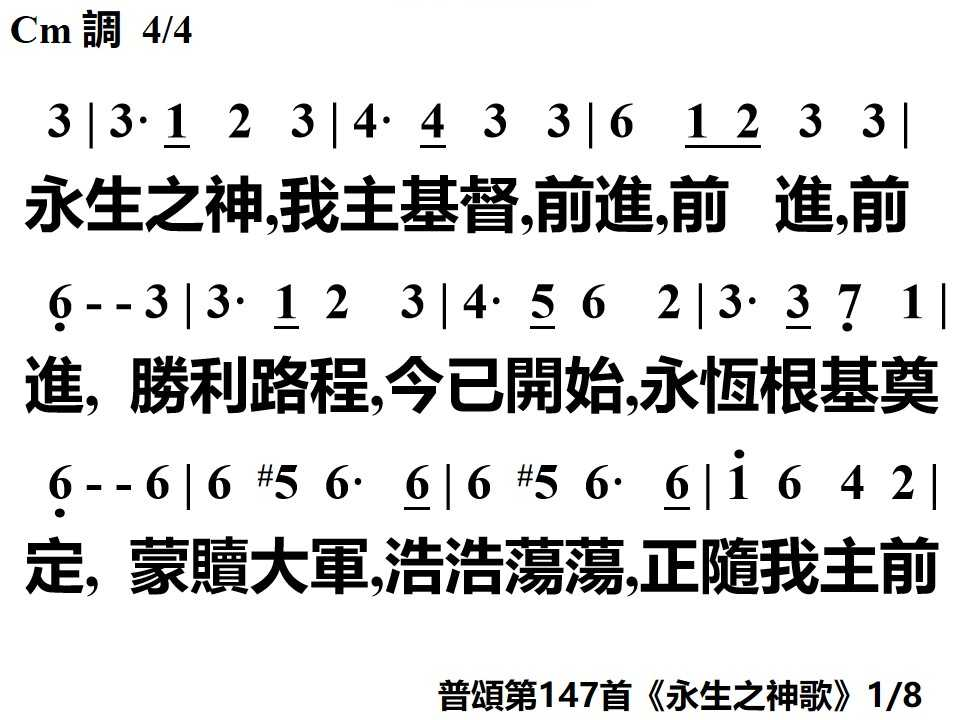 Cm 調 4/4
3 | 3· 1 2 3 | 4· 4 3 3 | 6 1 2 3 3 |
永生之神,我主基督,前進,前 進,前
6̣ - - 3 | 3· 1 2 3 | 4· 5 6 2 | 3· 3 7̣ 1 |
進, 勝利路程,今已開始,永恆根基奠
6̣ - - 6 | 6 #5 6· 6 | 6 #5 6· 6 | 1̇ 6 4 2 |
定, 蒙贖大軍,浩浩蕩蕩,正隨我主前
普頌第147首《永生之神歌》1/8